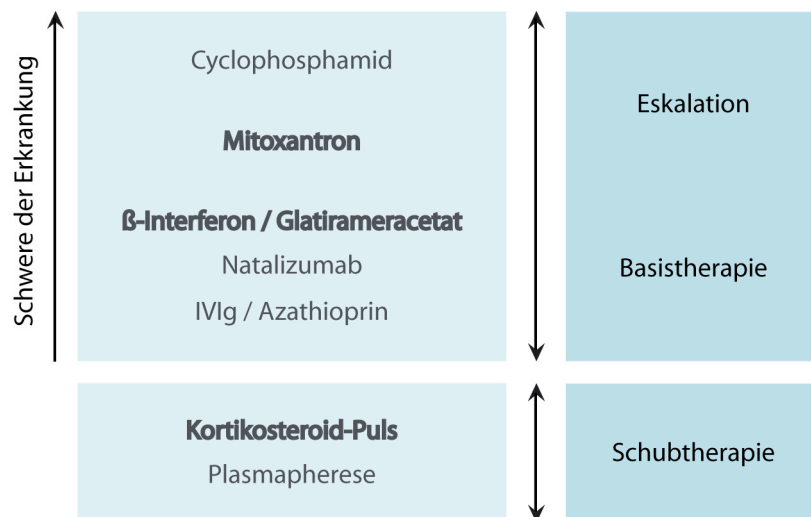 Schwere der Erkrankung
Cyclophosphamid
Mitoxantron
ß-Interferon / Glatirameracetat
Natalizumab
IVIg / Azathioprin
Eskalation
Basistherapie
Kortikosteroid-Puls
Plasmapherese
Schubtherapie